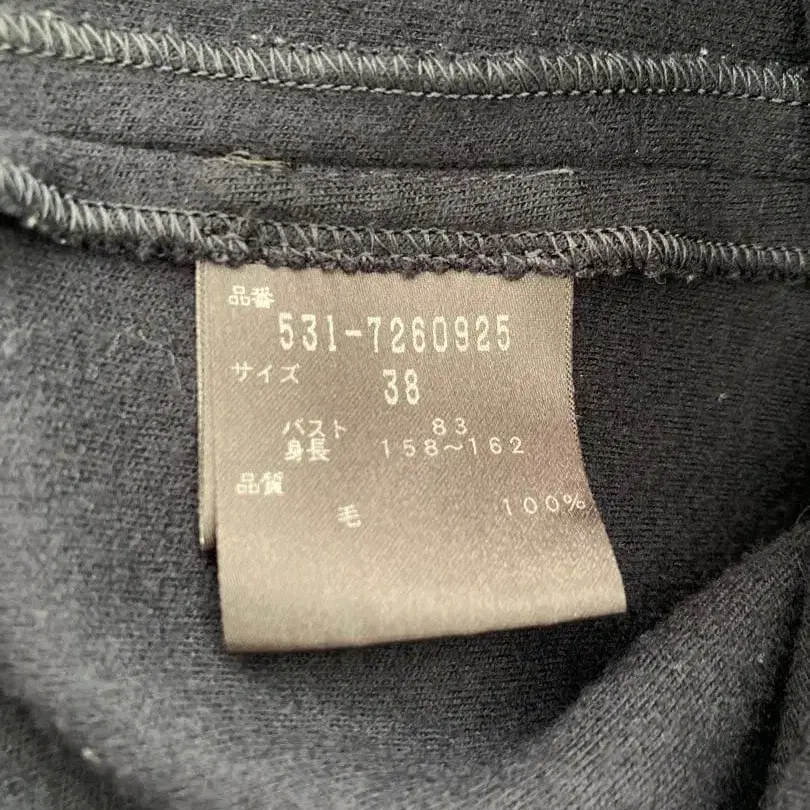 品番
531-7260925
サイズ
38
バスト 83
身長 158〜162
品質
毛 100%